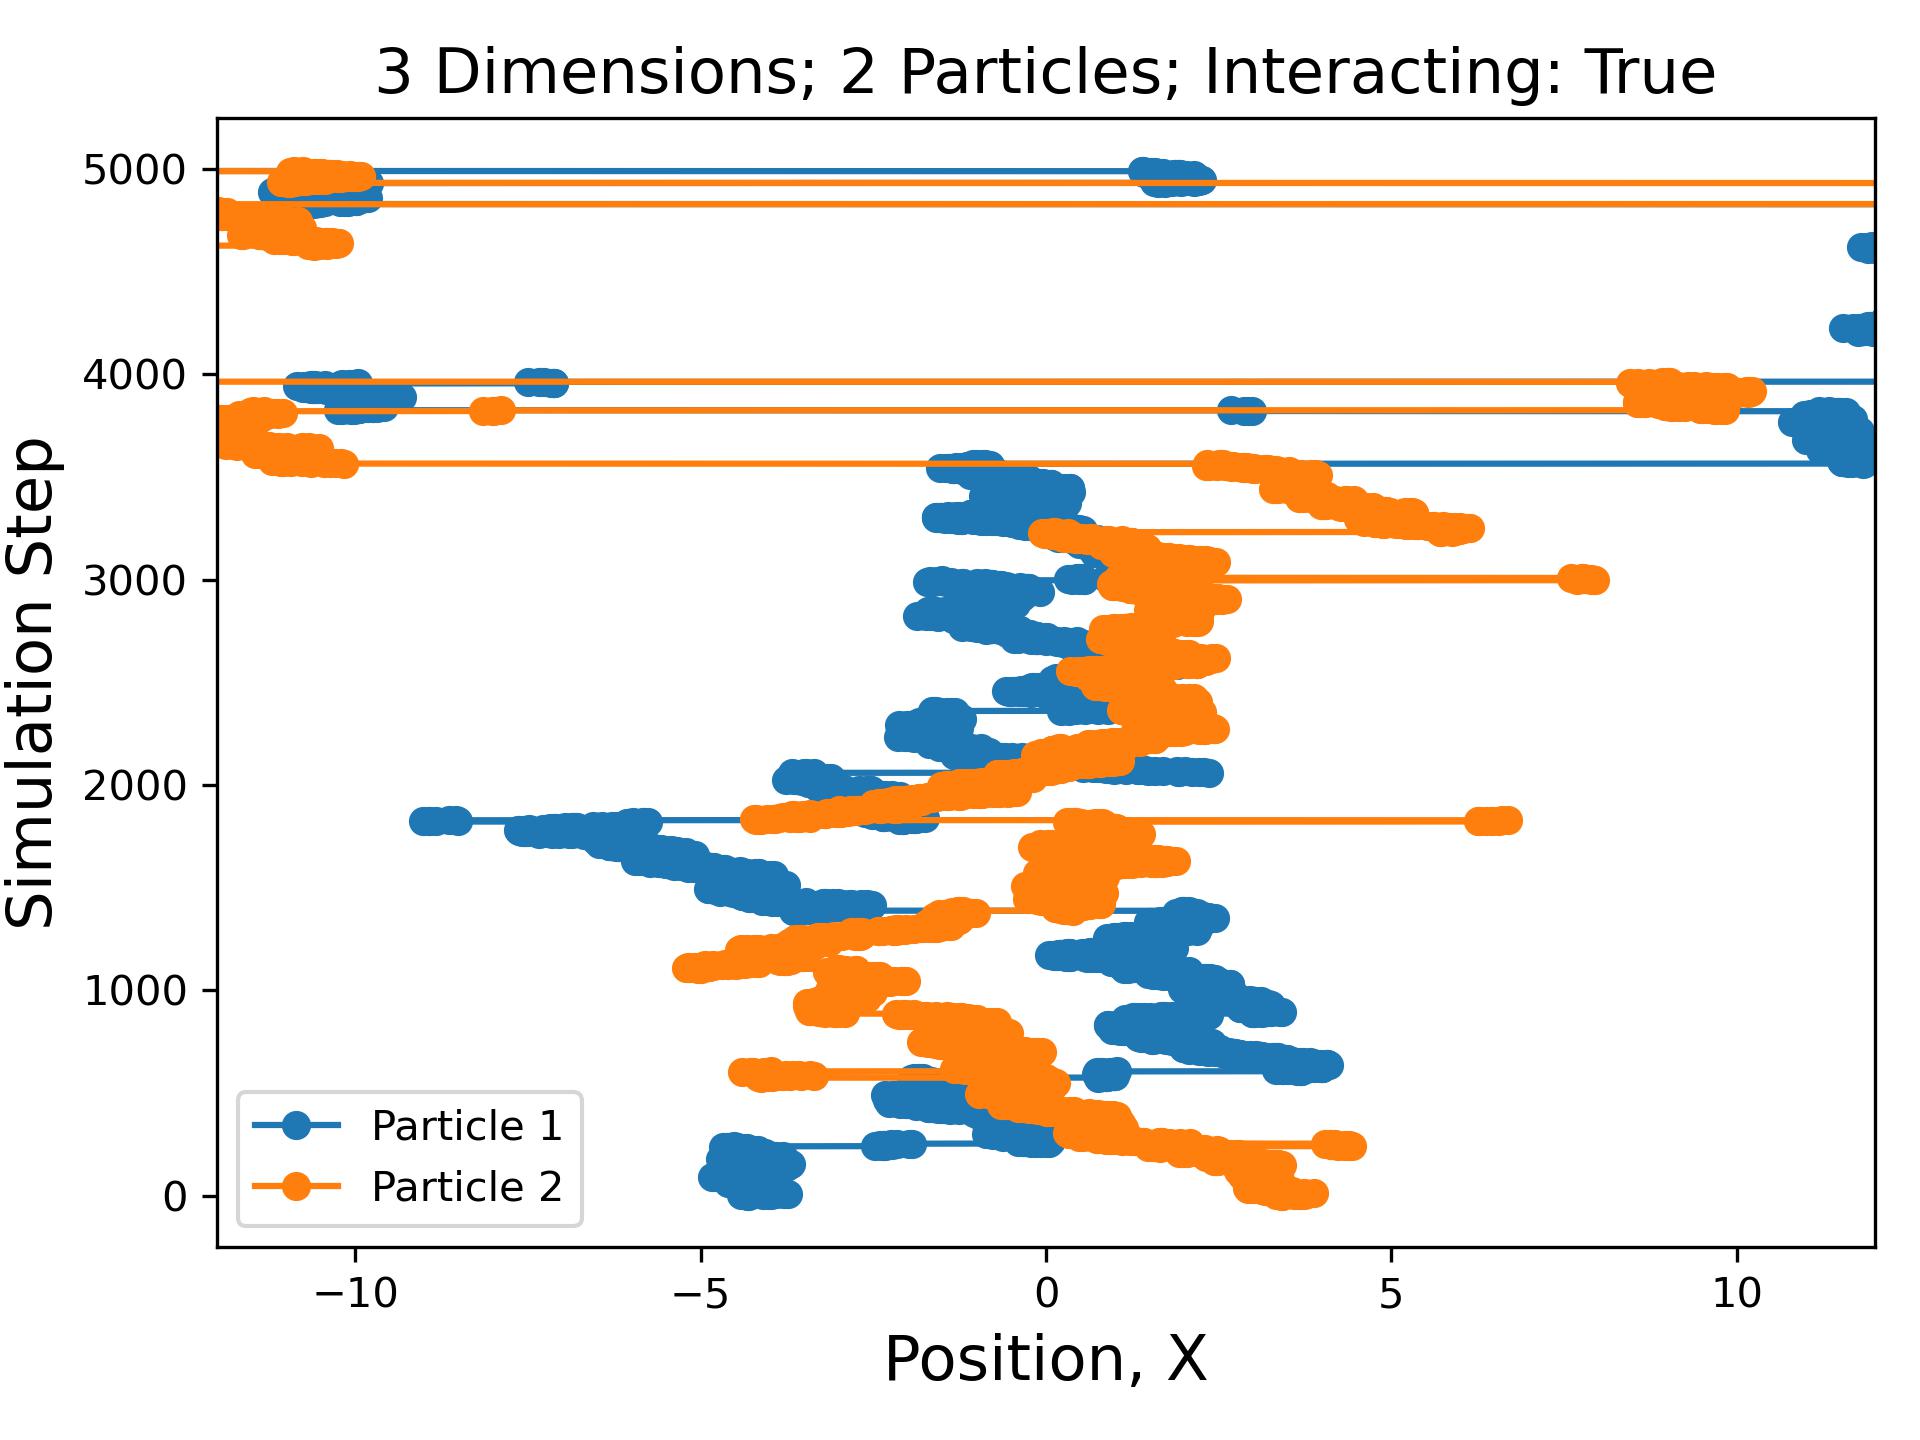 3 Dimensions; 2 Particles; Interacting: True
Simulation Step
5000
4000
3000
2000
1000
0
Particle 1
Particle 2
−10
−5
0
5
10
Position, X